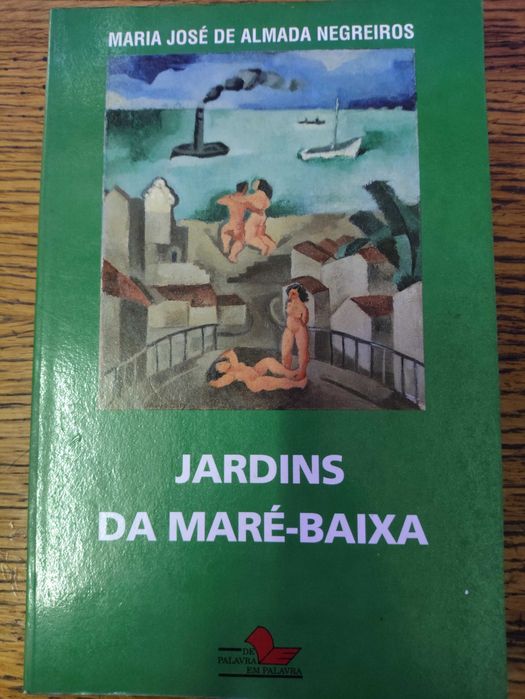 MARIA JOSÉ DE ALMADA NEGREIROS
JARDINS
DA MARÉ-BAIXA
DE
PALAVRA
EM PALAVRA